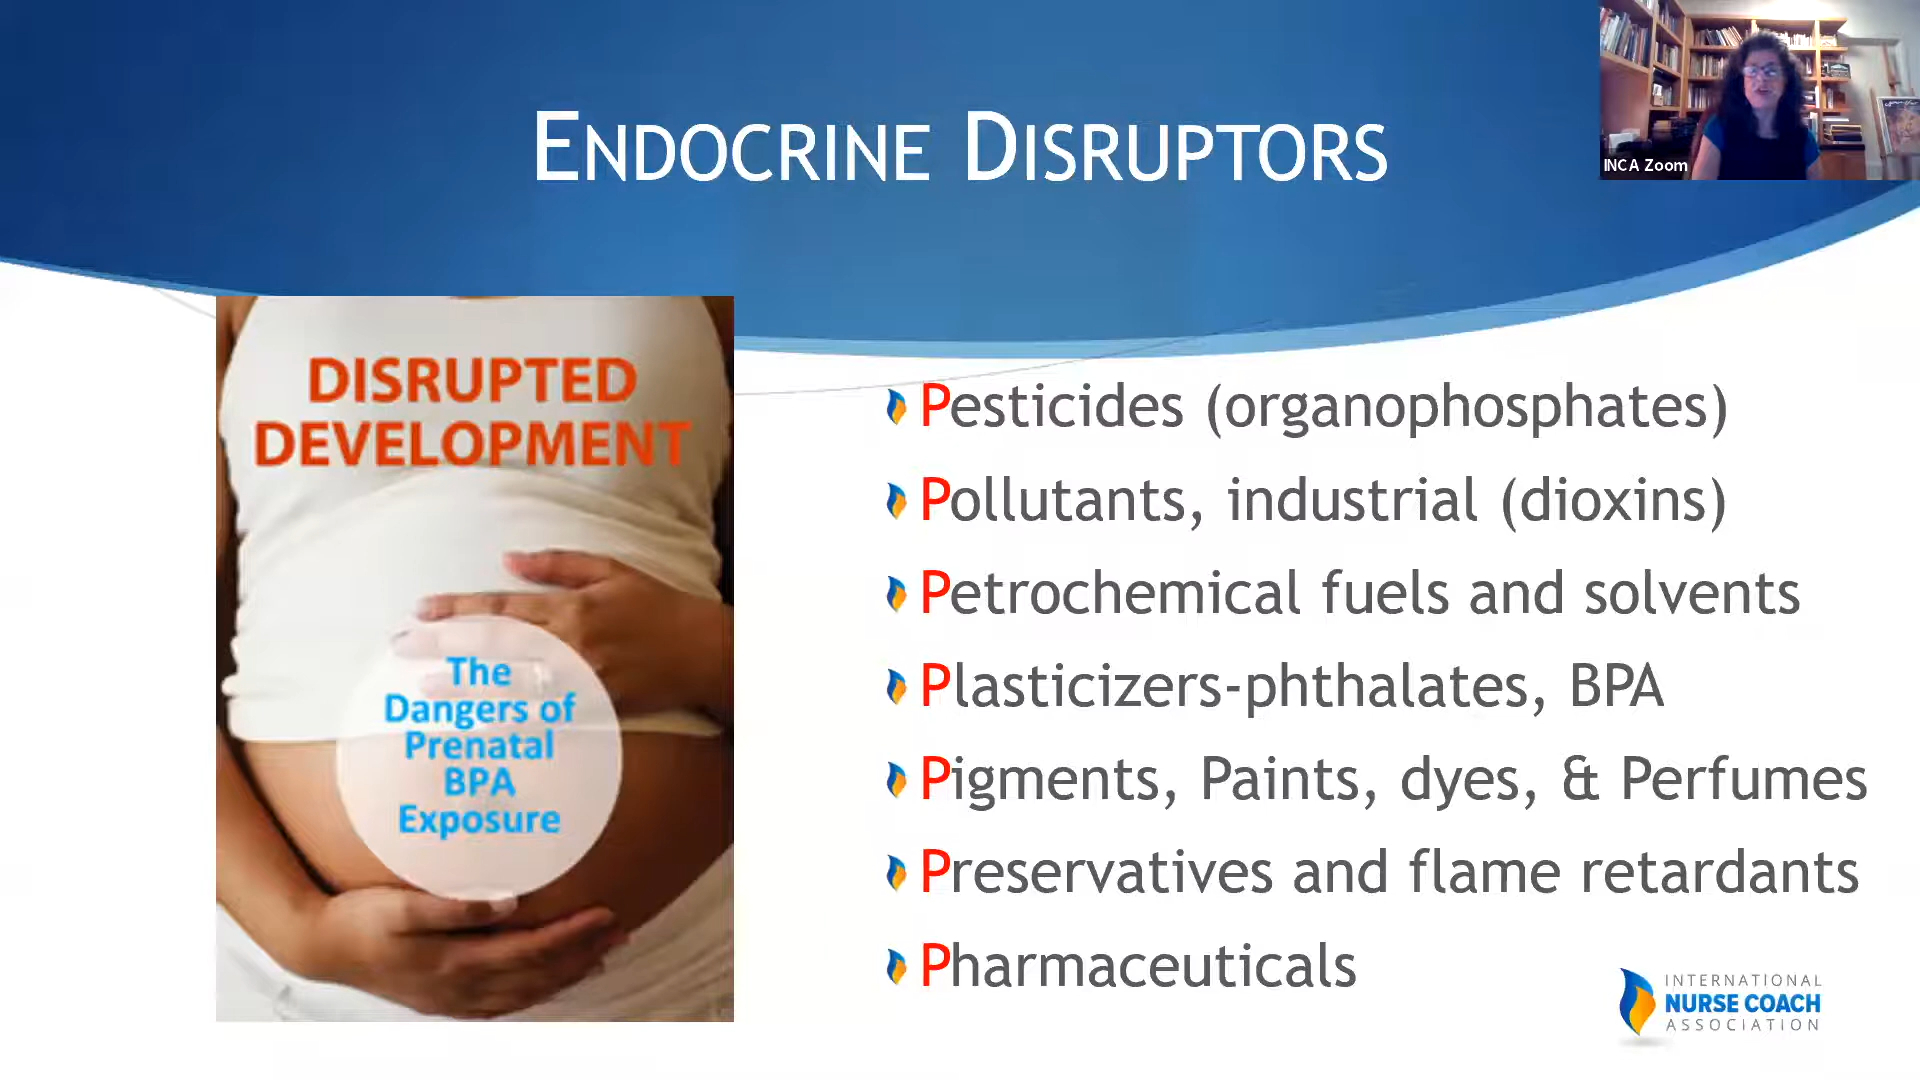 ENDOCRINE DISRUPTORS
INCA Zoom
DISRUPTED
DEVELOPMENT
The
Dangers of
Prenatal
BPA
Exposure
Pesticides (organophosphates)
Pollutants, industrial (dioxins)
Petrochemical fuels and solvents
Plasticizers-phthalates, BPA
Pigments, Paints, dyes, & Perfumes
Preservatives and flame retardants
Pharmaceuticals
INTERNATIONAL
NURSE COACH
ASSOCIATION